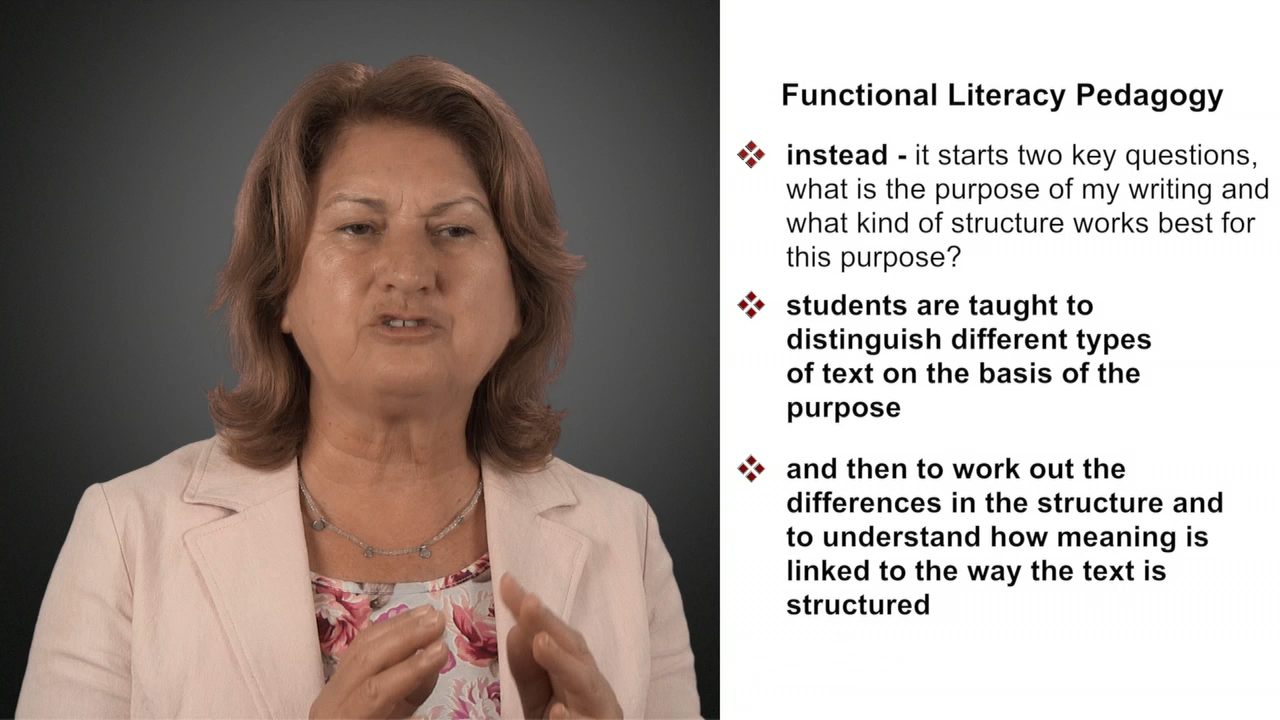 Functional Literacy Pedagogy
instead - it starts two key questions,
what is the purpose of my writing and
what kind of structure works best for
this purpose?
students are taught to
distinguish different types
of text on the basis of the
purpose
and then to work out the
differences in the structure and
to understand how meaning is
linked to the way the text is
structured